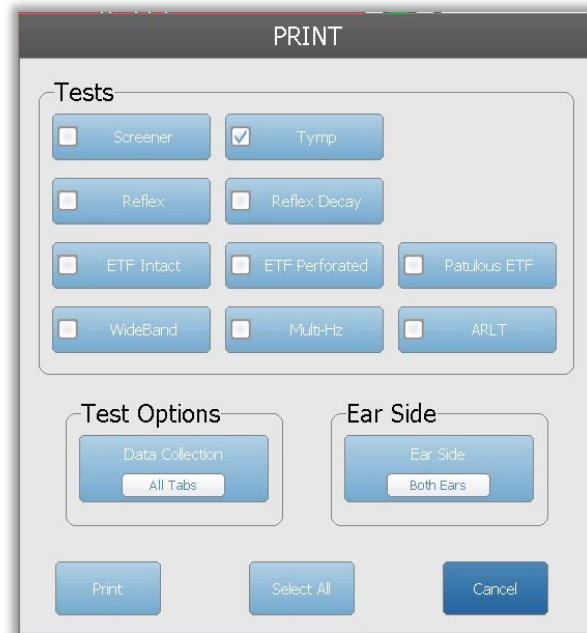 PRINT
Tests
Screener
Tymp
Reflex
Reflex Decay
ETF Intact
ETF Perforated
Patulous ETF
WideBand
Multi-Hz
ARLT
Test Options
Data Collection
All Tabs
Ear Side
Ear Side
Both Ears
Print
Select All
Cancel